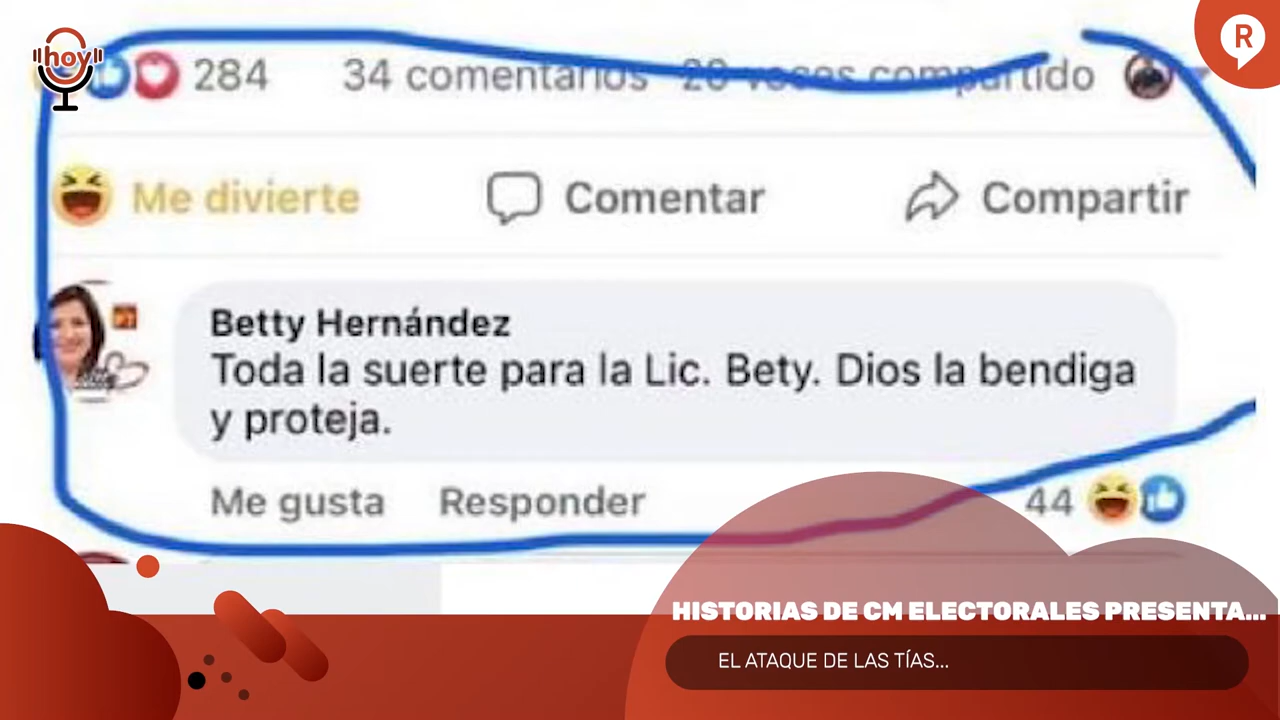 hoy
R
284 34 comentarios 20 veces compartido
Me divierte Comentar Compartir
Betty Hernández
Toda la suerte para la Lic. Bety. Dios la bendiga
y proteja.
Me gusta Responder 44
HISTORIAS DE CM ELECTORALES PRESENTA...
EL ATAQUE DE LAS TÍAS...